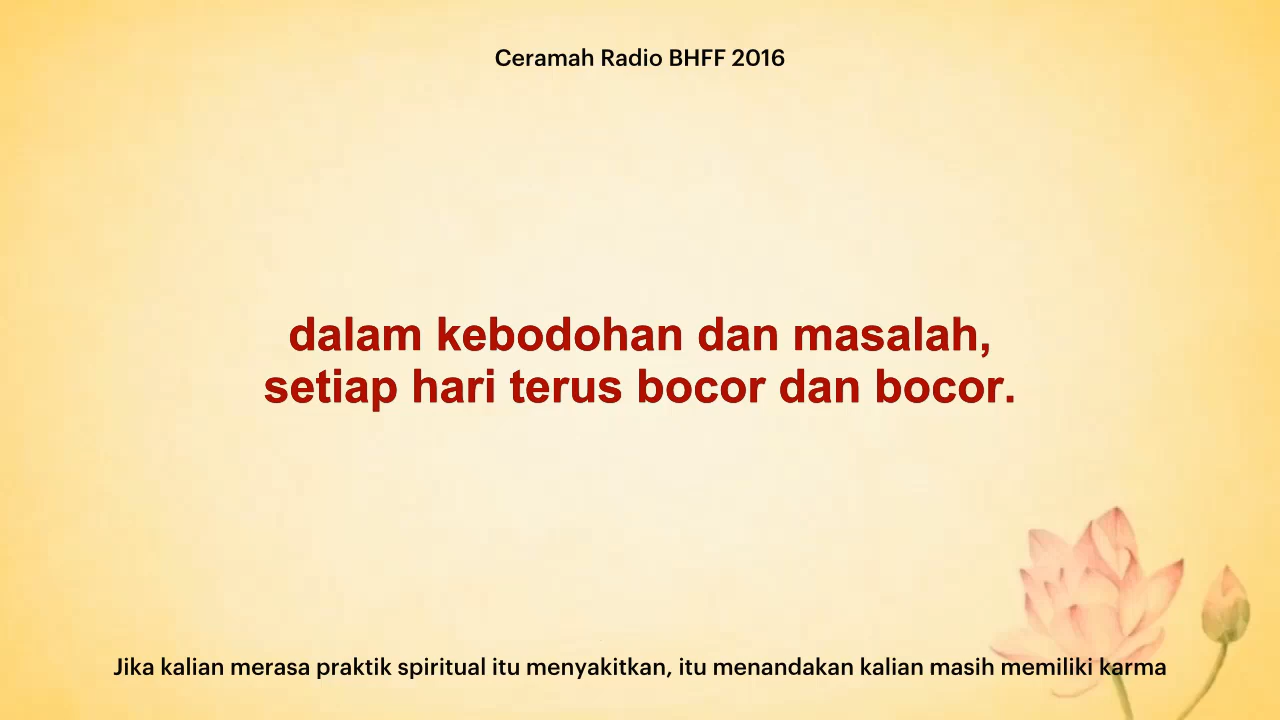 Ceramah Radio BHFF 2016
dalam kebodohan dan masalah,
setiap hari terus bocor dan bocor.
Jika kalian merasa praktik spiritual itu menyakitkan, itu menandakan kalian masih memiliki karma